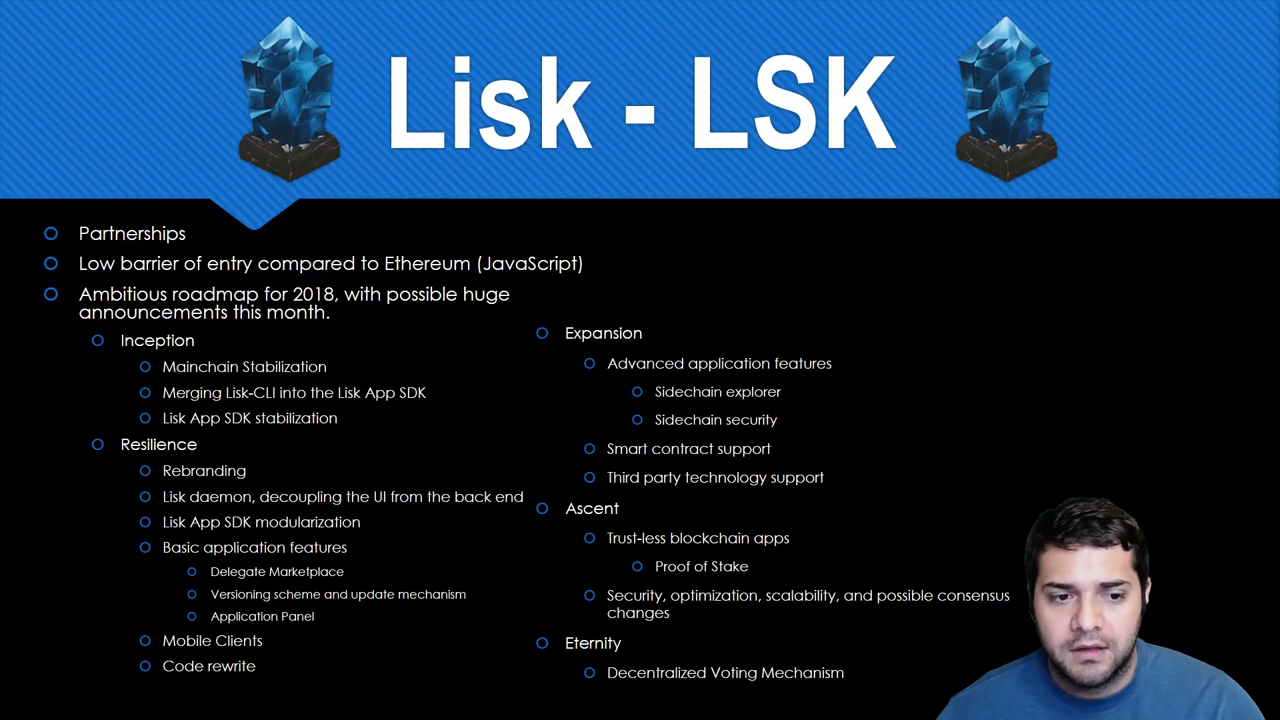 Lisk - LSK
Partnerships
Low barrier of entry compared to Ethereum (JavaScript)
Ambitious roadmap for 2018, with possible huge
announcements this month.
Inception
Mainchain Stabilization
Merging Lisk-CLI into the Lisk App SDK
Lisk App SDK stabilization
Resilience
Rebranding
Lisk daemon, decoupling the UI from the back end
Lisk App SDK modularization
Basic application features
Delegate Marketplace
Versioning scheme and update mechanism
Application Panel
Mobile Clients
Code rewrite
Expansion
Advanced application features
Sidechain explorer
Sidechain security
Smart contract support
Third party technology support
Ascent
Trust-less blockchain apps
Proof of Stake
Security, optimization, scalability, and possible consensus
changes
Eternity
Decentralized Voting Mechanism